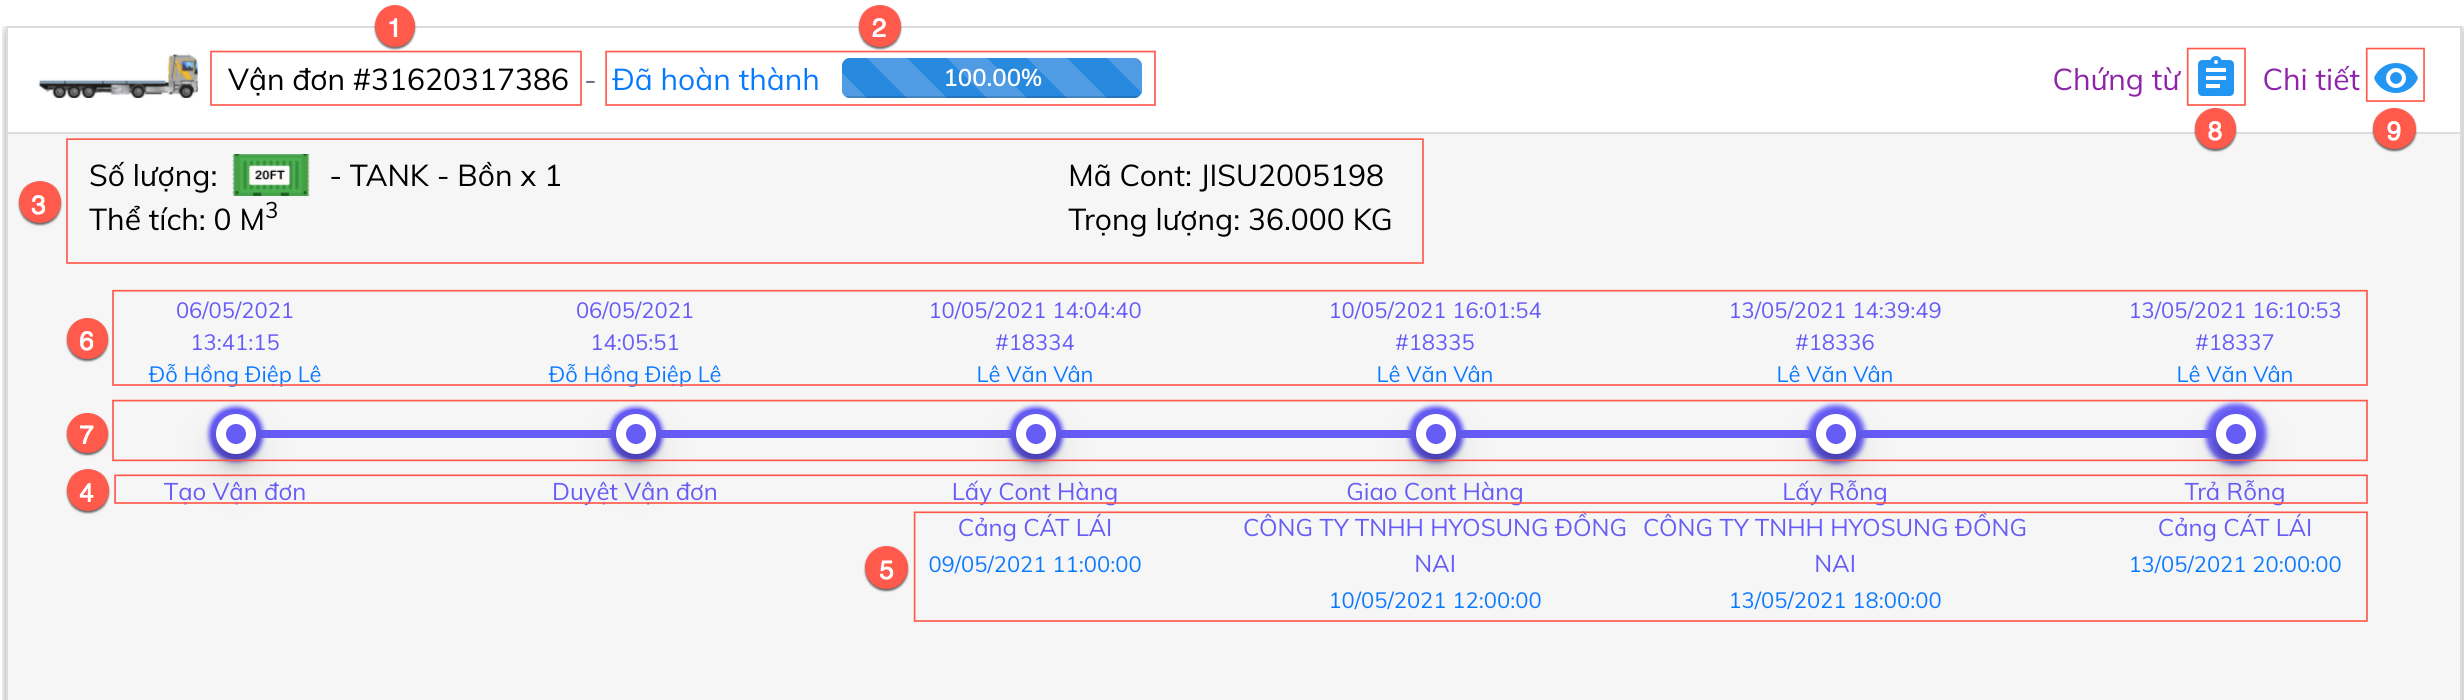 1
2
Vận đơn #31620317386 - Đã hoàn thành 100.00%
Chứng từ
Chi tiết
8
9
3
Số lượng: 20FT - TANK - Bồn x 1
Mã Cont: JISU2005198
Thể tích: 0 M³
Trọng lượng: 36.000 KG
6
06/05/2021
13:41:15
Đỗ Hồng Điệp Lê
06/05/2021
14:05:51
Đỗ Hồng Điệp Lê
10/05/2021 14:04:40
#18334
Lê Văn Vân
10/05/2021 16:01:54
#18335
Lê Văn Vân
13/05/2021 14:39:49
#18336
Lê Văn Vân
13/05/2021 16:10:53
#18337
Lê Văn Vân
7
4
Tạo Vận đơn
Duyệt Vận đơn
Lấy Cont Hàng
Giao Cont Hàng
Lấy Rỗng
Trả Rỗng
5
Cảng CÁT LÁI
09/05/2021 11:00:00
CÔNG TY TNHH HYOSUNG ĐỒNG
NAI
10/05/2021 12:00:00
CÔNG TY TNHH HYOSUNG ĐỒNG
NAI
13/05/2021 18:00:00
Cảng CÁT LÁI
13/05/2021 20:00:00